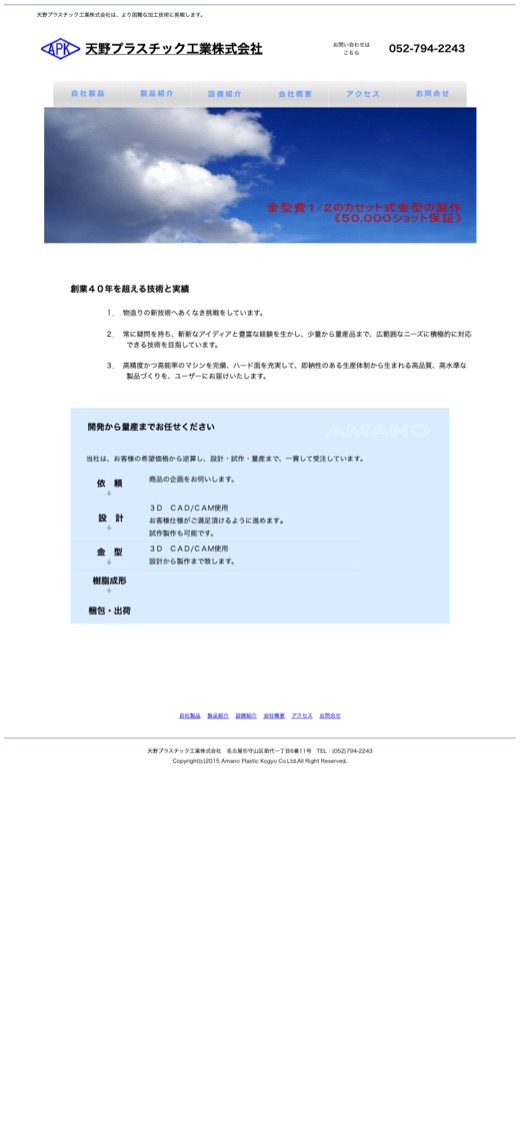 天野プラスチック工業株式会社は、より困難な加工技術に挑戦します。
APK 天野プラスチック工業株式会社
お問い合わせは
こちら
052-794-2243
自社製品 製品紹介 設備紹介 会社概要 アクセス お問合せ
金型費1/2のカセット式金型の製作
《50,000ショット保証》
創業４０年を超える技術と実績
１． 物造りの新技術へあくなき挑戦をしています。
２． 常に疑問を持ち、斬新なアイディアと豊富な経験を生かし、少量から量産品まで、広範囲なニーズに積極的に対応
できる技術を目指しています。
３． 高精度かつ高能率のマシンを完備、ハード面を充実して、即納性のある生産体制から生まれる高品質、高水準な
製品づくりを、ユーザーにお届けいたします。
開発から量産までお任せください
AMANO
当社は、お客様の希望価格から逆算し、設計・試作・量産まで、一貫して受注しています。
依　頼 商品の企画をお伺いします。
↓
３Ｄ　ＣＡＤ/ＣＡＭ使用
設　計 お客様仕様がご満足頂けるように進めます。
↓
試作製作も可能です。
金　型 ３Ｄ　ＣＡＤ/ＣＡＭ使用
↓
設計から製作まで致します。
樹脂成形
↓
梱包・出荷
自社製品 製品紹介 設備紹介 会社概要 アクセス お問合せ
天野プラスチック工業株式会社　名古屋市守山区苗代一丁目6番11号　TEL：(052)794-2243
Copyright(c)2015 Amano Plastic Kogyo Co.Ltd.All Right Reserved.